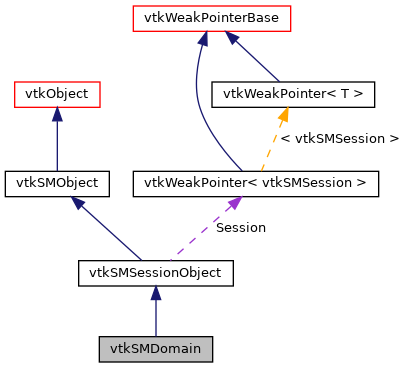 vtkWeakPointerBase
vtkObject
vtkWeakPointer< T >
< vtkSMSession >
vtkSMObject
vtkWeakPointer< vtkSMSession >
Session
vtkSMSessionObject
vtkSMDomain